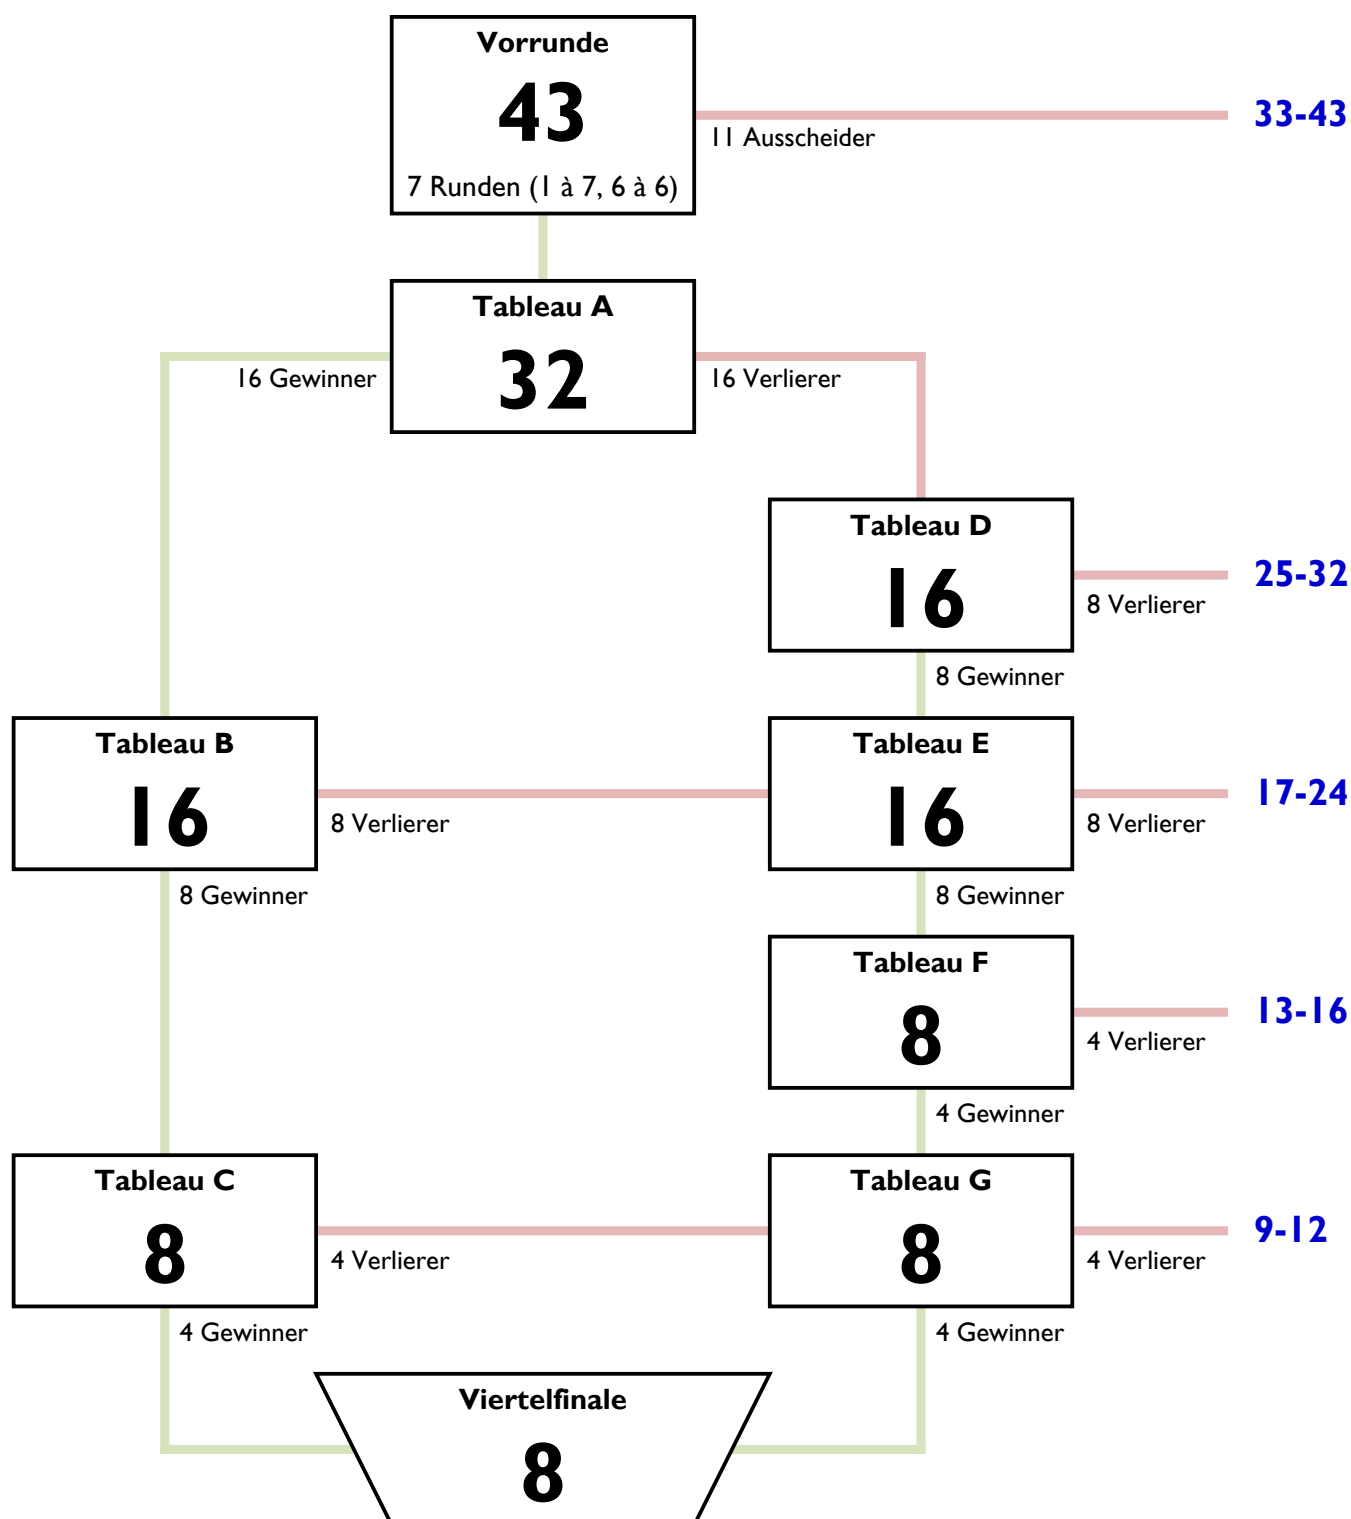 Vorrunde
43
7 Runden (1 à 7, 6 à 6)
33-43
11 Ausscheider
Tableau A
32
16 Gewinner
16 Verlierer
Tableau D
16
25-32
8 Verlierer
8 Gewinner
Tableau B
16
8 Verlierer
Tableau E
16
17-24
8 Verlierer
8 Gewinner
8 Gewinner
Tableau F
8
13-16
4 Verlierer
4 Gewinner
Tableau C
8
4 Verlierer
Tableau G
8
9-12
4 Verlierer
4 Gewinner
4 Gewinner
Viertelfinale
8